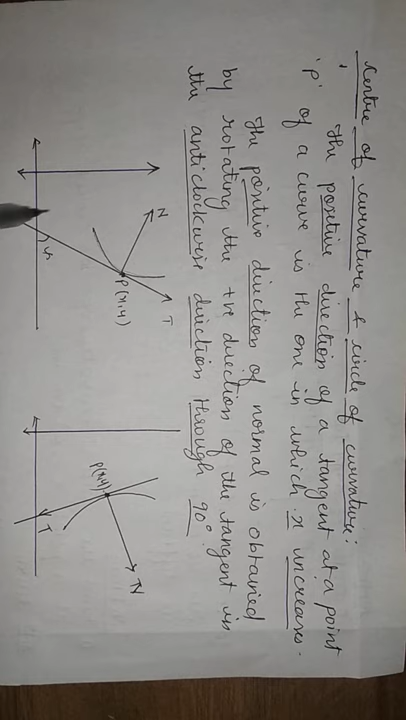 Centre of curvature & circle of curvature:
The positive direction of a tangent at a point
'P' of a curve is the one in which x increases.
The positive direction of normal is obtained
by rotating the +ve direction of the tangent in
the anticlockwise direction through 90°.
N
P(x,y)
T
ψ
P(x,y)
N
T